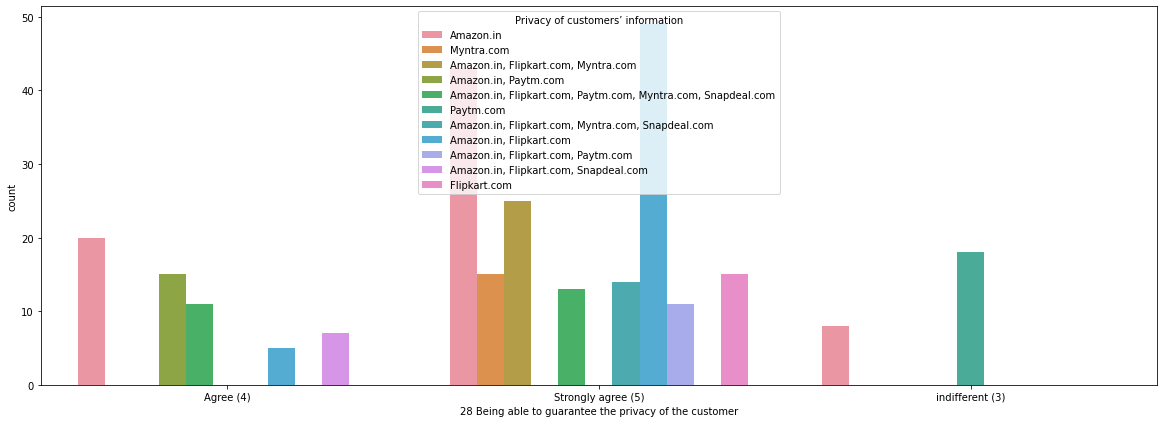 50
40
30
20
10
0
count
Privacy of customers’ information
Amazon.in
Myntra.com
Amazon.in, Flipkart.com, Myntra.com
Amazon.in, Paytm.com
Amazon.in, Flipkart.com, Paytm.com, Myntra.com, Snapdeal.com
Paytm.com
Amazon.in, Flipkart.com, Myntra.com, Snapdeal.com
Amazon.in, Flipkart.com
Amazon.in, Flipkart.com, Paytm.com
Amazon.in, Flipkart.com, Snapdeal.com
Flipkart.com
Agree (4) Strongly agree (5) indifferent (3)
28 Being able to guarantee the privacy of the customer